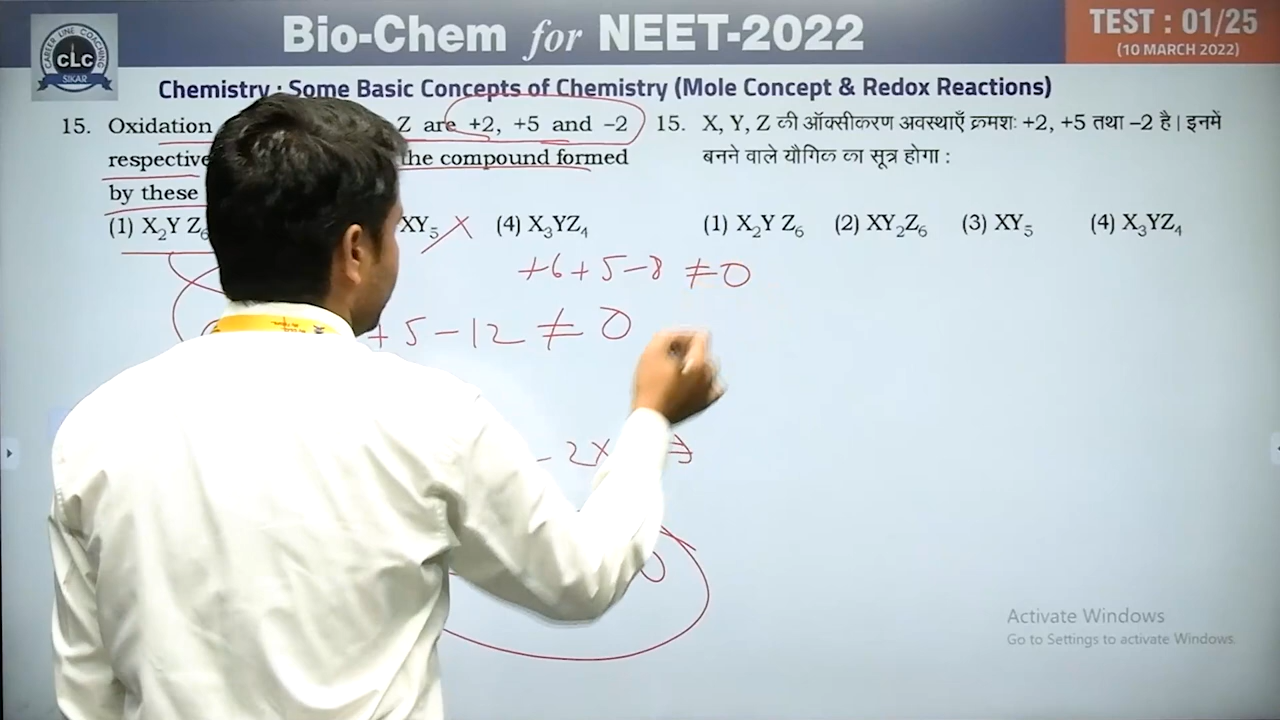 Bio-Chem for NEET-2022
TEST : 01/25
(10 MARCH 2022)
CAREER LINE COACHING
CLC
SIKAR
Chemistry : Some Basic Concepts of Chemistry (Mole Concept & Redox Reactions)
15. Oxidation Z are +2, +5 and –2
the compound formed
by these
(1) X₂Y Z₆ XY₅ (4) X₃YZ₄
+6+5-8 ≠0
+5-12 ≠ 0
15. X, Y, Z की ऑक्सीकरण अवस्थाएँ क्रमशः +2, +5 तथा –2 है। इनमें
बनने वाले यौगिक का सूत्र होगा :
(1) X₂Y Z₆ (2) XY₂Z₆ (3) XY₅ (4) X₃YZ₄
Activate Windows
Go to Settings to activate Windows.